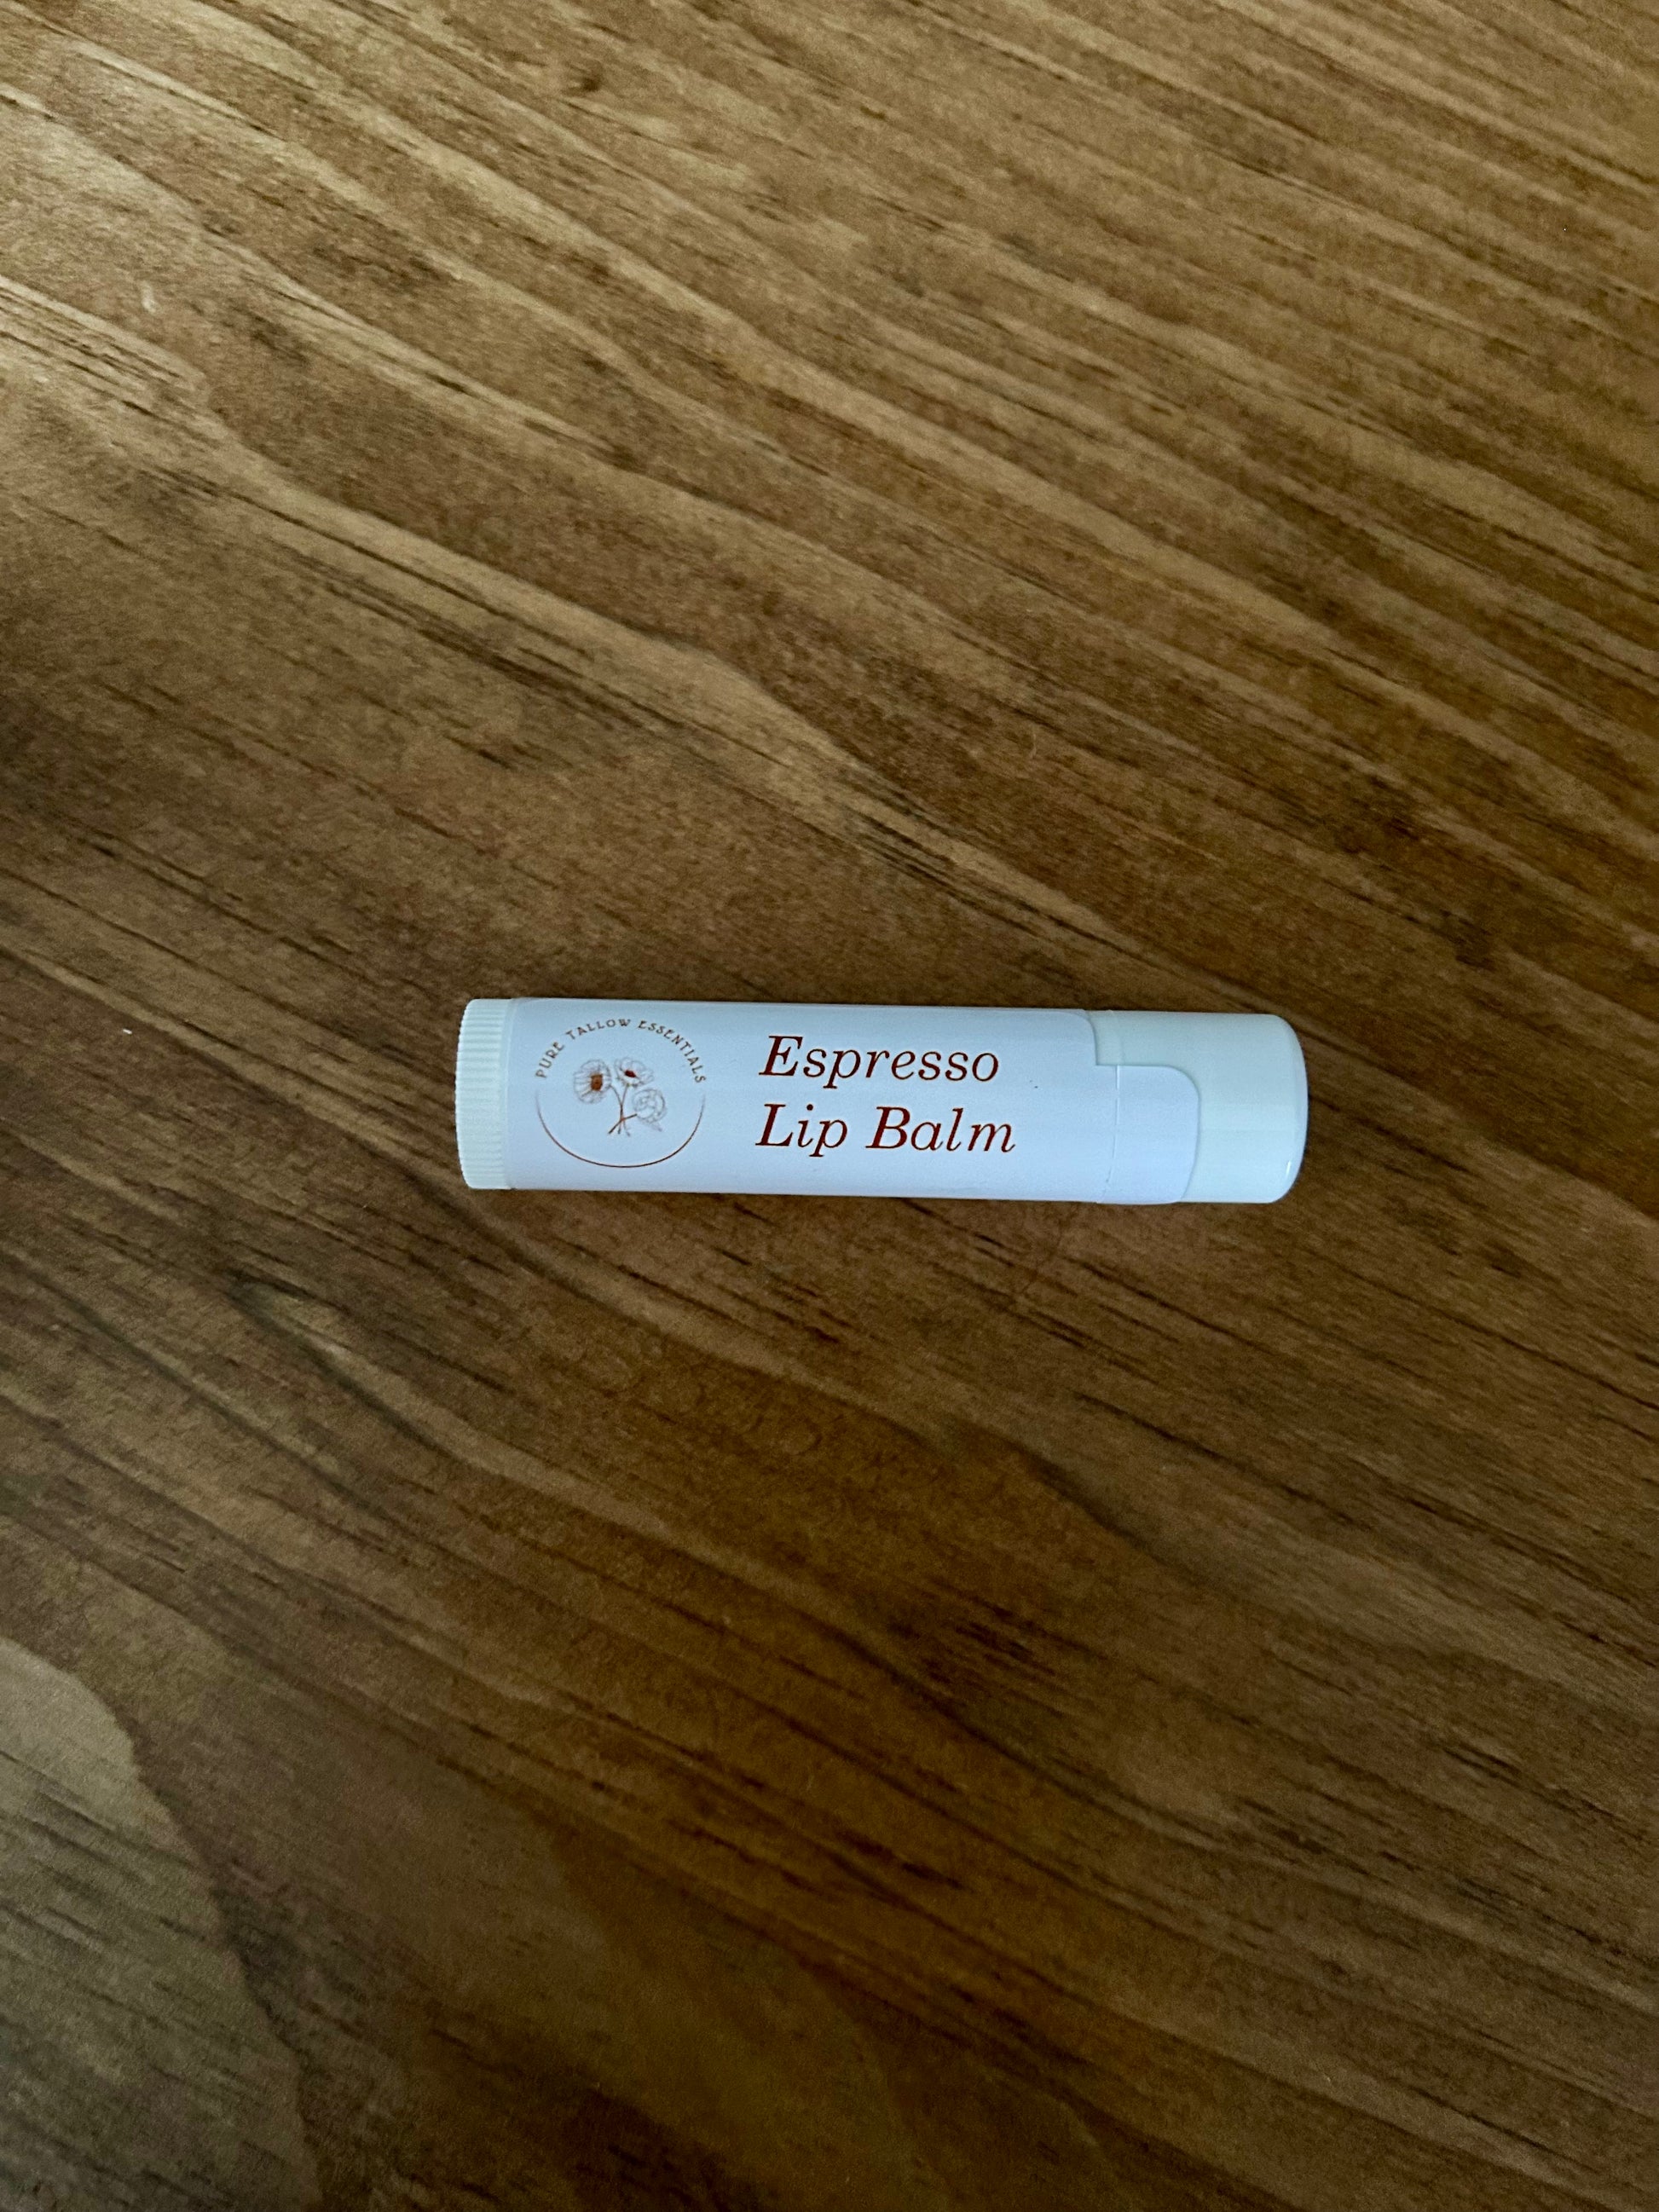 PURE TALLOW ESSENTIALS
Espresso
Lip Balm